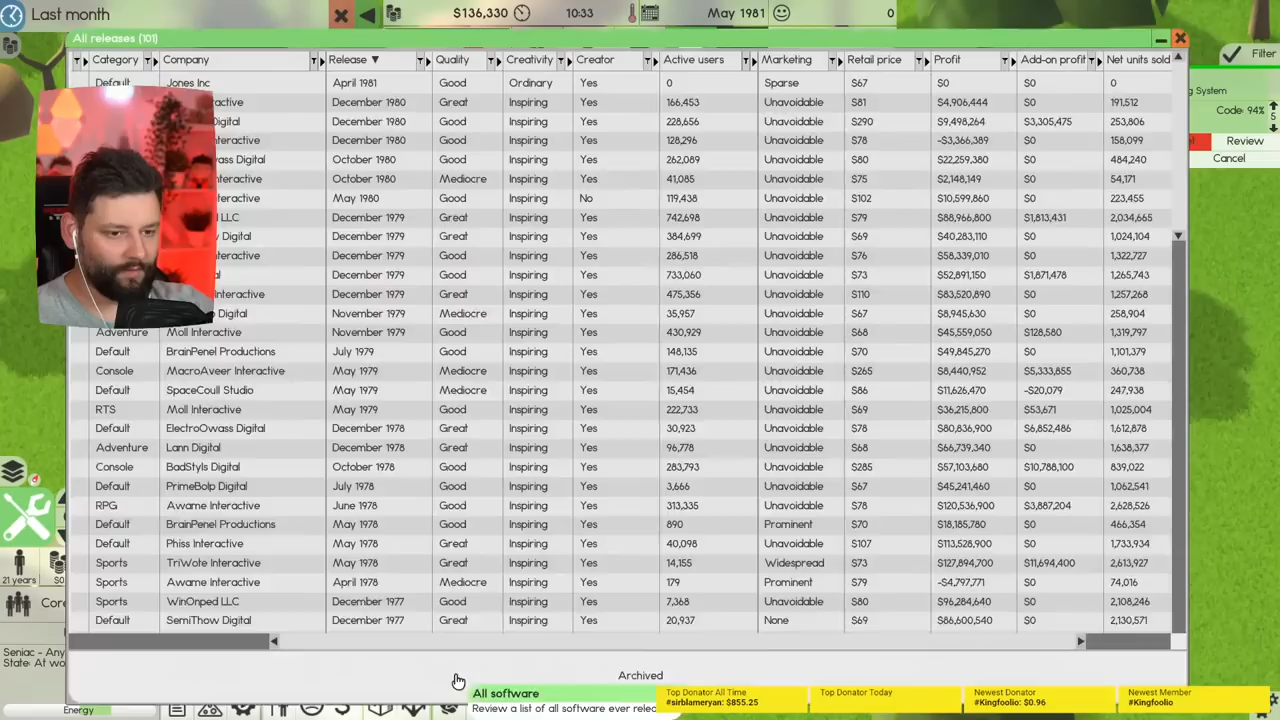 Last month $136,330 10:33 May 1981 0
All releases (101)
Filter
Category Company Release ▼ Quality Creativity Creator Active users Marketing Retail price Profit Add-on profit Net units sold
Default Jones Inc April 1981 Good Ordinary Yes 0 Sparse $67 $0 $0 0
ractive December 1980 Great Inspiring Yes 166,453 Unavoidable $81 $4,906,444 $0 191,512
Digital December 1980 Good Inspiring Yes 228,656 Unavoidable $290 $9,498,264 $3,305,475 253,806
nteractive December 1980 Good Inspiring Yes 128,296 Unavoidable $78 -$3,366,389 $0 158,099
wass Digital October 1980 Good Inspiring Yes 262,089 Unavoidable $80 $22,259,380 $0 484,240
nteractive October 1980 Mediocre Inspiring Yes 41,085 Unavoidable $75 $2,148,149 $0 54,171
nteractive May 1980 Good Inspiring No 119,438 Unavoidable $102 $10,599,860 $0 223,455
LLC December 1979 Great Inspiring Yes 742,698 Unavoidable $79 $88,966,800 $1,813,431 2,034,665
y Digital December 1979 Great Inspiring Yes 384,699 Unavoidable $69 $40,283,110 $0 1,024,104
teractive December 1979 Good Inspiring Yes 286,518 Unavoidable $76 $58,339,010 $0 1,322,727
al December 1979 Good Inspiring Yes 733,060 Unavoidable $73 $52,891,150 $1,871,478 1,265,743
Interactive December 1979 Great Inspiring Yes 475,356 Unavoidable $110 $83,520,890 $0 1,257,268
Digital November 1979 Mediocre Inspiring Yes 35,957 Unavoidable $67 $8,945,630 $0 258,904
Adventure Moll Interactive November 1979 Great Inspiring Yes 430,929 Unavoidable $68 $45,559,050 $128,580 1,319,797
Default BrainPenel Productions July 1979 Good Inspiring Yes 148,135 Unavoidable $70 $49,845,270 $0 1,101,379
Console MacroAveer Interactive May 1979 Mediocre Inspiring Yes 171,436 Unavoidable $265 $8,440,952 $5,333,855 360,738
Default SpaceCoull Studio May 1979 Mediocre Inspiring Yes 15,454 Unavoidable $86 $11,626,470 -$20,079 247,938
RTS Moll Interactive May 1979 Good Inspiring Yes 222,733 Unavoidable $69 $36,215,800 $53,671 1,025,004
Default ElectroOwass Digital December 1978 Great Inspiring Yes 30,923 Unavoidable $78 $80,836,900 $6,852,486 1,612,878
Adventure Lann Digital December 1978 Great Inspiring Yes 96,778 Unavoidable $68 $66,739,340 $0 1,638,377
Console BadStyls Digital October 1978 Good Inspiring Yes 283,793 Unavoidable $285 $57,103,680 $10,788,100 839,022
Default PrimeBolp Digital July 1978 Good Inspiring Yes 3,666 Unavoidable $67 $45,241,460 $0 1,062,541
RPG Awame Interactive June 1978 Good Inspiring Yes 313,335 Unavoidable $78 $120,536,900 $3,887,204 2,628,526
Default BrainPenel Productions May 1978 Good Inspiring Yes 890 Prominent $70 $18,185,780 $0 466,354
Default Phiss Interactive May 1978 Great Inspiring Yes 40,098 Unavoidable $107 $113,528,900 $0 1,733,934
Sports TriWote Interactive May 1978 Great Inspiring Yes 14,155 Widespread $73 $127,894,700 $11,694,400 2,613,927
Sports Awame Interactive April 1978 Mediocre Inspiring Yes 179 Prominent $79 -$4,797,771 $0 74,016
Sports WinOnped LLC December 1977 Good Inspiring Yes 7,368 Unavoidable $80 $96,284,640 $0 2,108,246
Default SemiThow Digital December 1977 Great Inspiring Yes 20,937 None $69 $86,600,540 $0 2,130,571
g System
Code: 94%
5
Review
Cancel
21 years $0
Core
Seniac - Any
State: At wo
Archived
All software
Review a list of all software ever relea
Energy
Top Donator All Time
#sirblameryan: $855.25
Top Donator Today
Newest Donator
#Kingfoolio: $0.96
Newest Member
#Kingfoolio